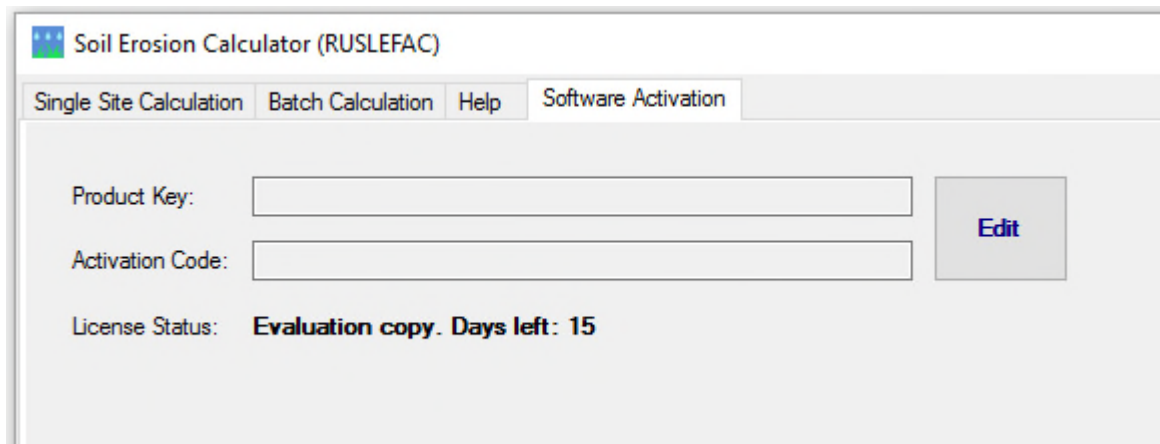 Soil Erosion Calculator (RUSLEFAC)
Single Site Calculation Batch Calculation Help Software Activation
Product Key:
Edit
Activation Code:
License Status: Evaluation copy. Days left: 15